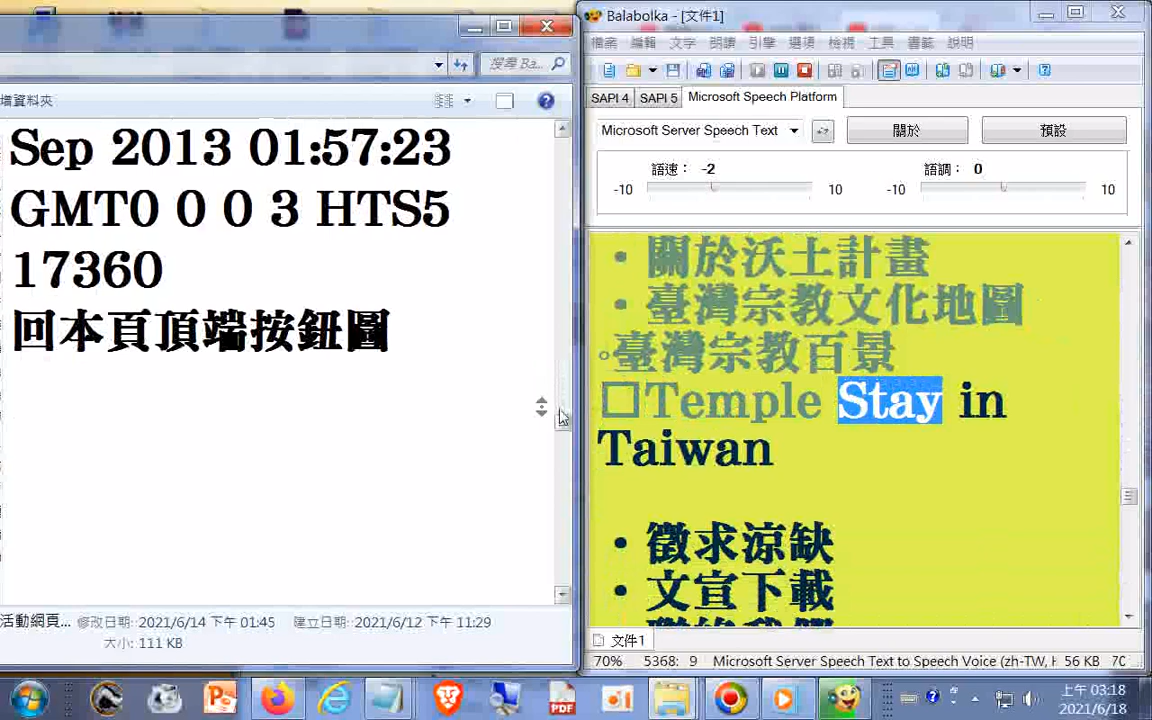 搜尋 Ba...
增資料夾
Sep 2013 01:57:23
GMT0 0 0 3 HTS5
17360
回本頁頂端按鈕圖
活動網頁... 修改日期: 2021/6/14 下午 01:45 建立日期: 2021/6/12 下午 11:29
大小: 111 KB
Balabolka - [文件1]
檔案 編輯 文字 朗讀 引擎 選項 檢視 工具 書籤 說明
SAPI 4 SAPI 5 Microsoft Speech Platform
Microsoft Server Speech Text 關於 預設
語速: -2 語調: 0
-10 10 -10 10
• 關於沃土計畫
• 臺灣宗教文化地圖
臺灣宗教百景
□Temple Stay in
Taiwan
• 徵求涼缺
• 文宣下載
文件1
70% 5368: 9 Microsoft Server Speech Text to Speech Voice (zh-TW, H 56 KB
上午 03:18
2021/6/18